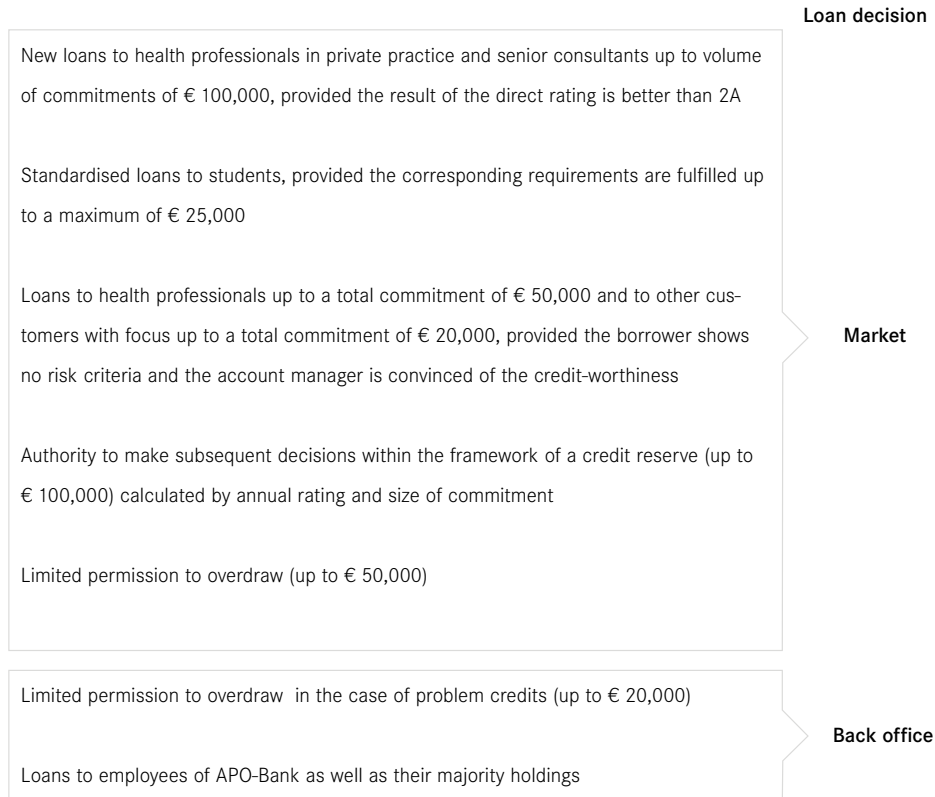 Loan decision
New loans to health professionals in private practice and senior consultants up to volume
of commitments of € 100,000, provided the result of the direct rating is better than 2A
Standardised loans to students, provided the corresponding requirements are fulfilled up
to a maximum of € 25,000
Loans to health professionals up to a total commitment of € 50,000 and to other cus-
tomers with focus up to a total commitment of € 20,000, provided the borrower shows
no risk criteria and the account manager is convinced of the credit-worthiness
Market
Authority to make subsequent decisions within the framework of a credit reserve (up to
€ 100,000) calculated by annual rating and size of commitment
Limited permission to overdraw (up to € 50,000)
Limited permission to overdraw in the case of problem credits (up to € 20,000)
Back office
Loans to employees of APO-Bank as well as their majority holdings